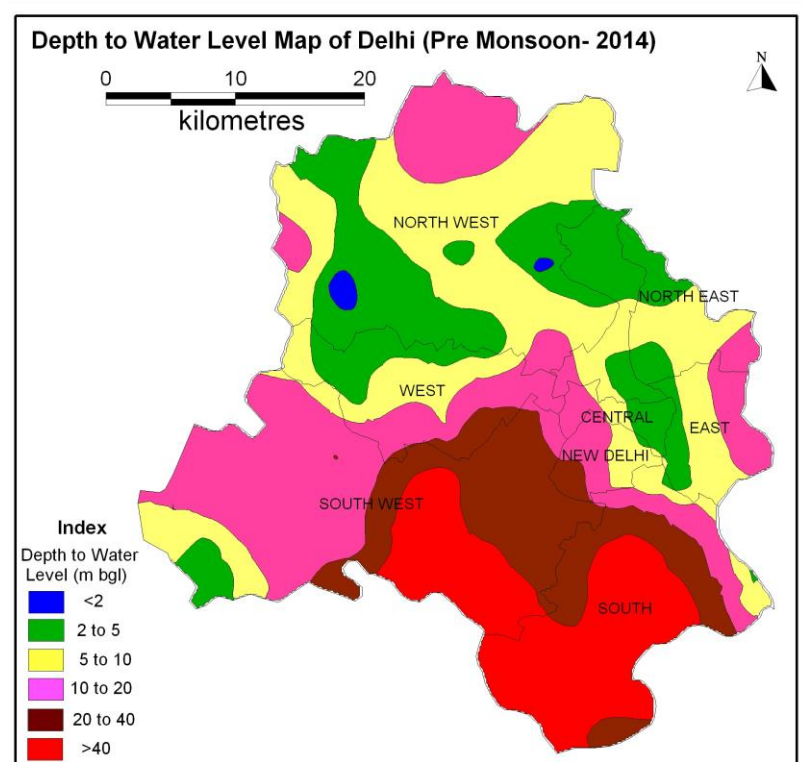 Depth to Water Level Map of Delhi (Pre Monsoon- 2014)
N
0 10 20
kilometres
NORTH WEST
NORTH EAST
WEST
CENTRAL
EAST
NEW DELHI
SOUTH WEST
SOUTH
Index
Depth to Water
Level (m bgl)
<2
2 to 5
5 to 10
10 to 20
20 to 40
>40